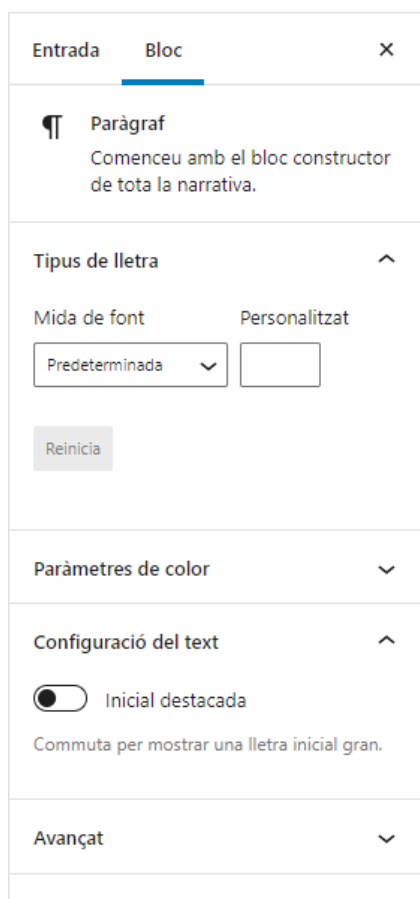 Entrada Bloc
Paràgraf
Comenceu amb el bloc constructor
de tota la narrativa.
Tipus de lletra
Mida de font Personalitzat
Predeterminada
Reinicia
Paràmetres de color
Configuració del text
Inicial destacada
Commuta per mostrar una lletra inicial gran.
Avançat